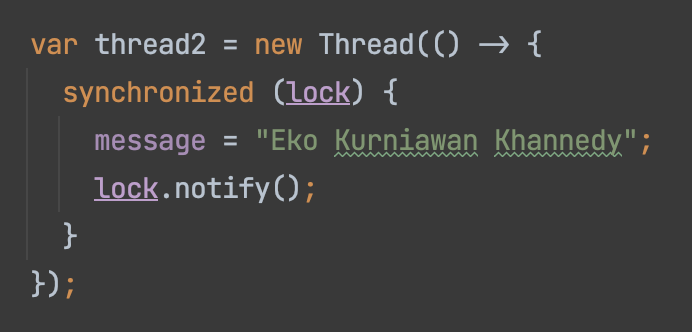 var thread2 = new Thread(() -> {
synchronized (lock) {
message = "Eko Kurniawan Khannedy";
lock.notify();
}
});